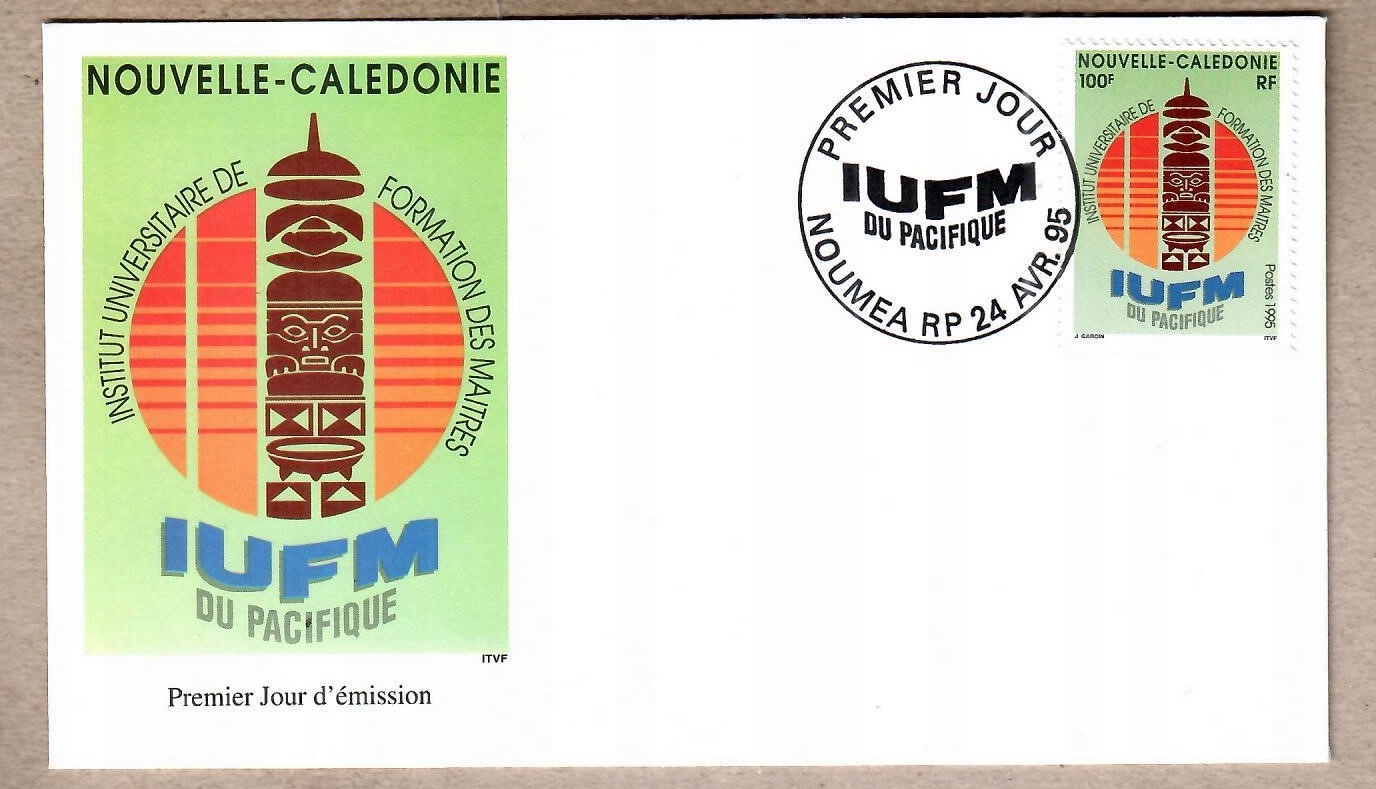 NOUVELLE-CALEDONIE
INSTITUT UNIVERSITAIRE DE FORMATION DES MAITRES
IUFM
DU PACIFIQUE
ITVF
Premier Jour d'émission
PREMIER JOUR
IUFM
DU PACIFIQUE
NOUMEA RP 24 AVR. 95
NOUVELLE-CALEDONIE
100F RF
INSTITUT UNIVERSITAIRE DE FORMATION DES MAITRES
IUFM
DU PACIFIQUE
Postes 1995
J. GARCIN ITVF